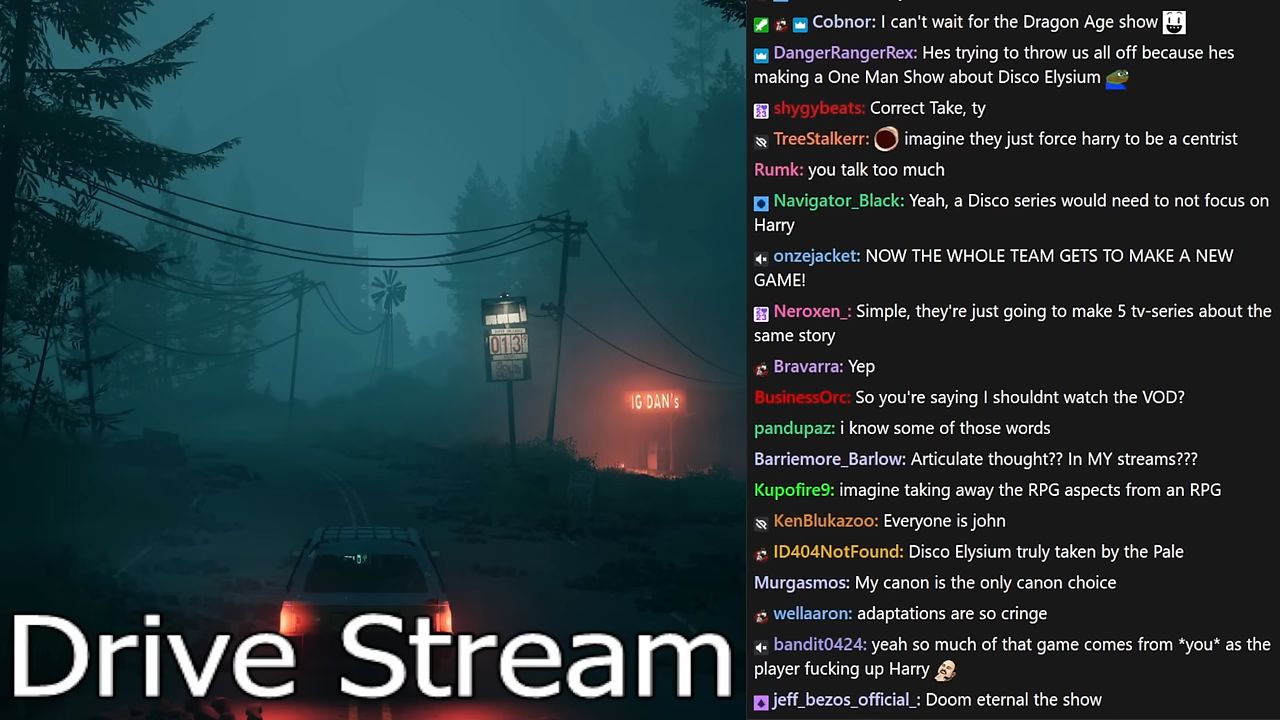 013
IG DAN's
Drive Stream
Cobnor: I can't wait for the Dragon Age show
DangerRangerRex: Hes trying to throw us all off because hes
making a One Man Show about Disco Elysium
shygybeats: Correct Take, ty
TreeStalkerr: imagine they just force harry to be a centrist
Rumk: you talk too much
Navigator_Black: Yeah, a Disco series would need to not focus on
Harry
onzejacket: NOW THE WHOLE TEAM GETS TO MAKE A NEW
GAME!
Neroxen_: Simple, they're just going to make 5 tv-series about the
same story
Bravarra: Yep
BusinessOrc: So you're saying I shouldnt watch the VOD?
pandupaz: i know some of those words
Barriemore_Barlow: Articulate thought?? In MY streams???
Kupofire9: imagine taking away the RPG aspects from an RPG
KenBlukazoo: Everyone is john
ID404NotFound: Disco Elysium truly taken by the Pale
Murgasmos: My canon is the only canon choice
wellaaron: adaptations are so cringe
bandit0424: yeah so much of that game comes from *you* as the
player fucking up Harry
jeff_bezos_official_: Doom eternal the show